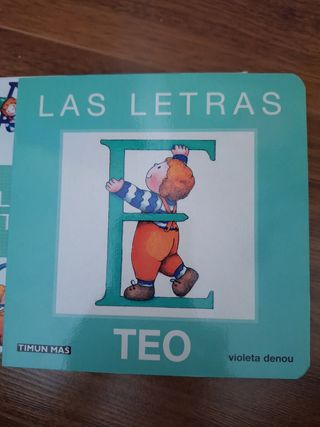 LAS LETRAS
E
TEO
TIMUN MAS
violeta denou